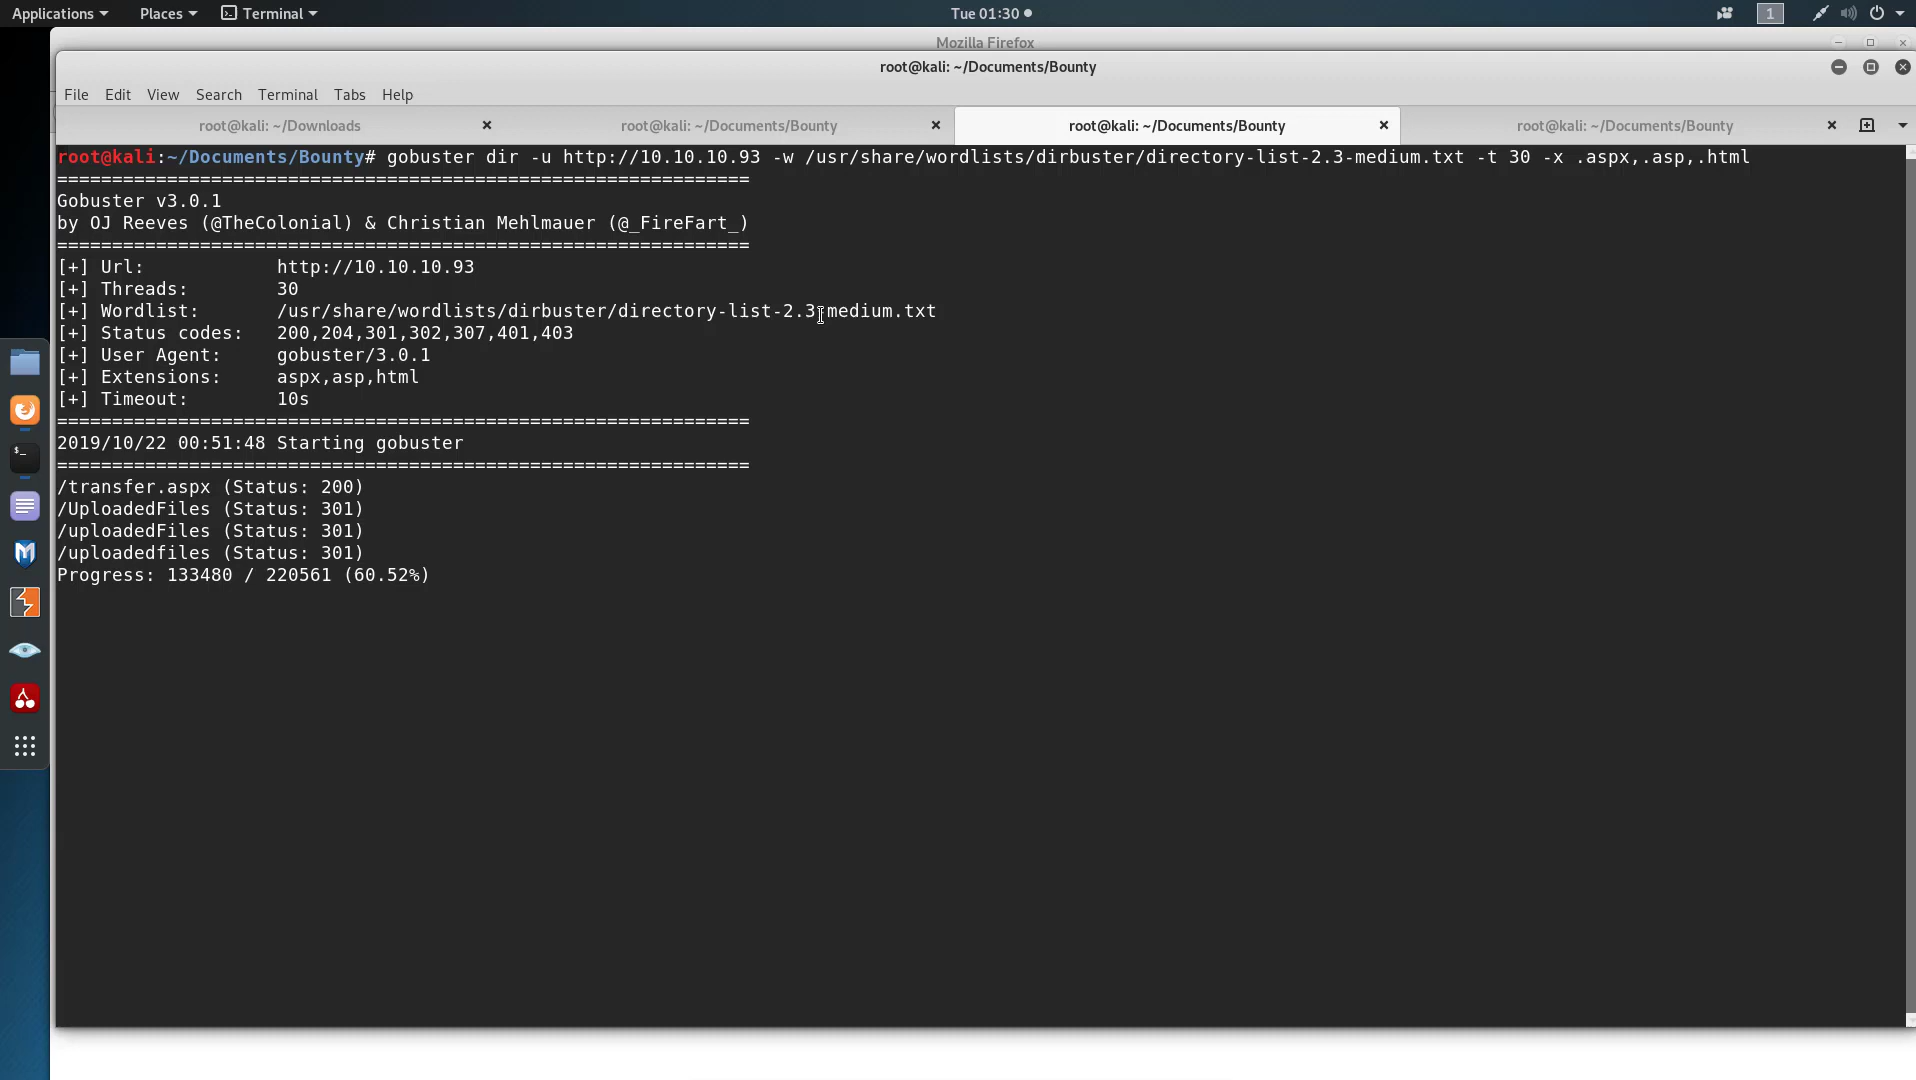 Applications Places Terminal Tue 01:30 1
Mozilla Firefox
root@kali: ~/Documents/Bounty
File Edit View Search Terminal Tabs Help
root@kali: ~/Downloads root@kali: ~/Documents/Bounty root@kali: ~/Documents/Bounty root@kali: ~/Documents/Bounty
root@kali:~/Documents/Bounty# gobuster dir -u http://10.10.10.93 -w /usr/share/wordlists/dirbuster/directory-list-2.3-medium.txt -t 30 -x .aspx,.asp,.html
===============================================================
Gobuster v3.0.1
by OJ Reeves (@TheColonial) & Christian Mehlmauer (@_FireFart_)
===============================================================
[+] Url:            http://10.10.10.93
[+] Threads:        30
[+] Wordlist:       /usr/share/wordlists/dirbuster/directory-list-2.3-medium.txt
[+] Status codes:   200,204,301,302,307,401,403
[+] User Agent:     gobuster/3.0.1
[+] Extensions:     aspx,asp,html
[+] Timeout:        10s
===============================================================
2019/10/22 00:51:48 Starting gobuster
===============================================================
/transfer.aspx (Status: 200)
/UploadedFiles (Status: 301)
/uploadedFiles (Status: 301)
/uploadedfiles (Status: 301)
Progress: 133480 / 220561 (60.52%)